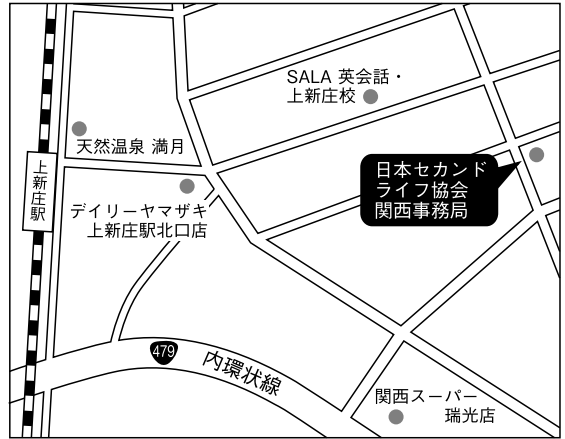 SALA 英会話・
上新庄校
天然温泉 満月
上新庄駅
日本セカンド
ライフ協会
関西事務局
デイリーヤマザキ
上新庄駅北口店
479
内環状線
関西スーパー
瑞光店